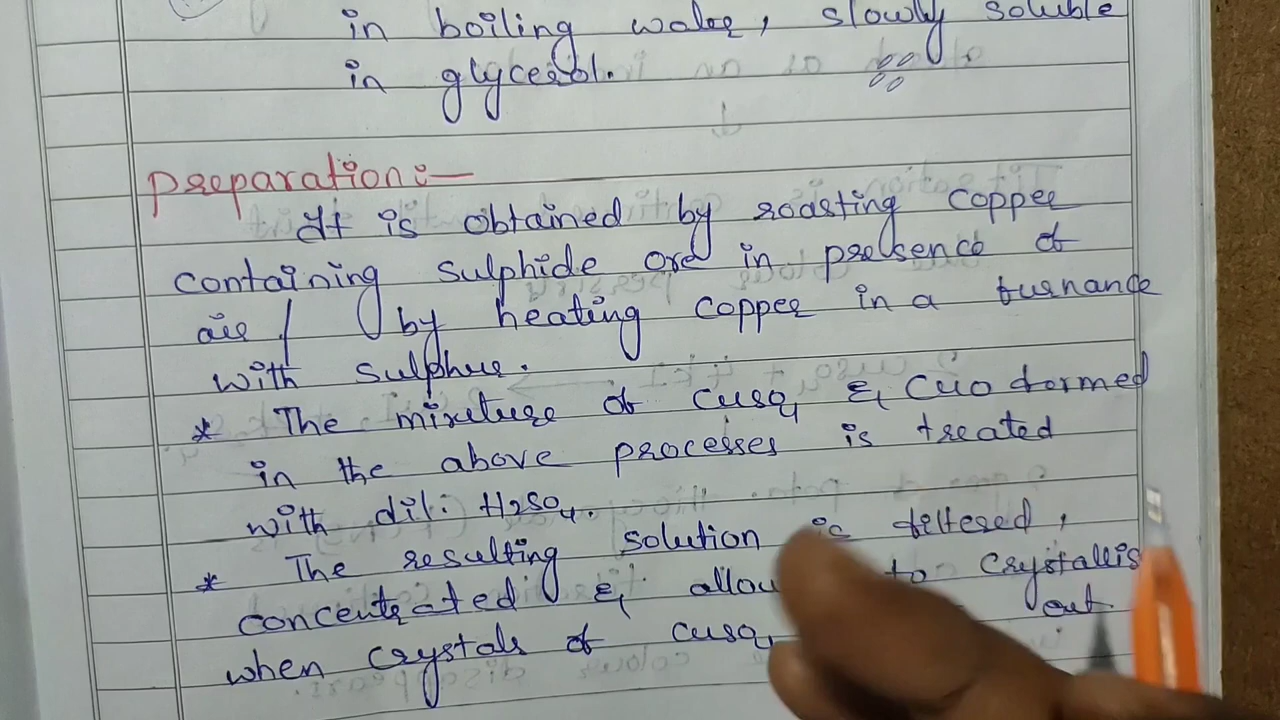 in boiling water, slowly soluble
in glycerol.
Preparation:-
It is obtained by roasting copper
containing sulphide ore in presence of
air / by heating copper in a furnance
with sulphur.
* The mixture of CuSO4 & CuO formed
in the above processes is treated
with dil. H2SO4.
* The resulting solution is filtered,
concentrated & to crystallis
when crystals of CuSO4 out